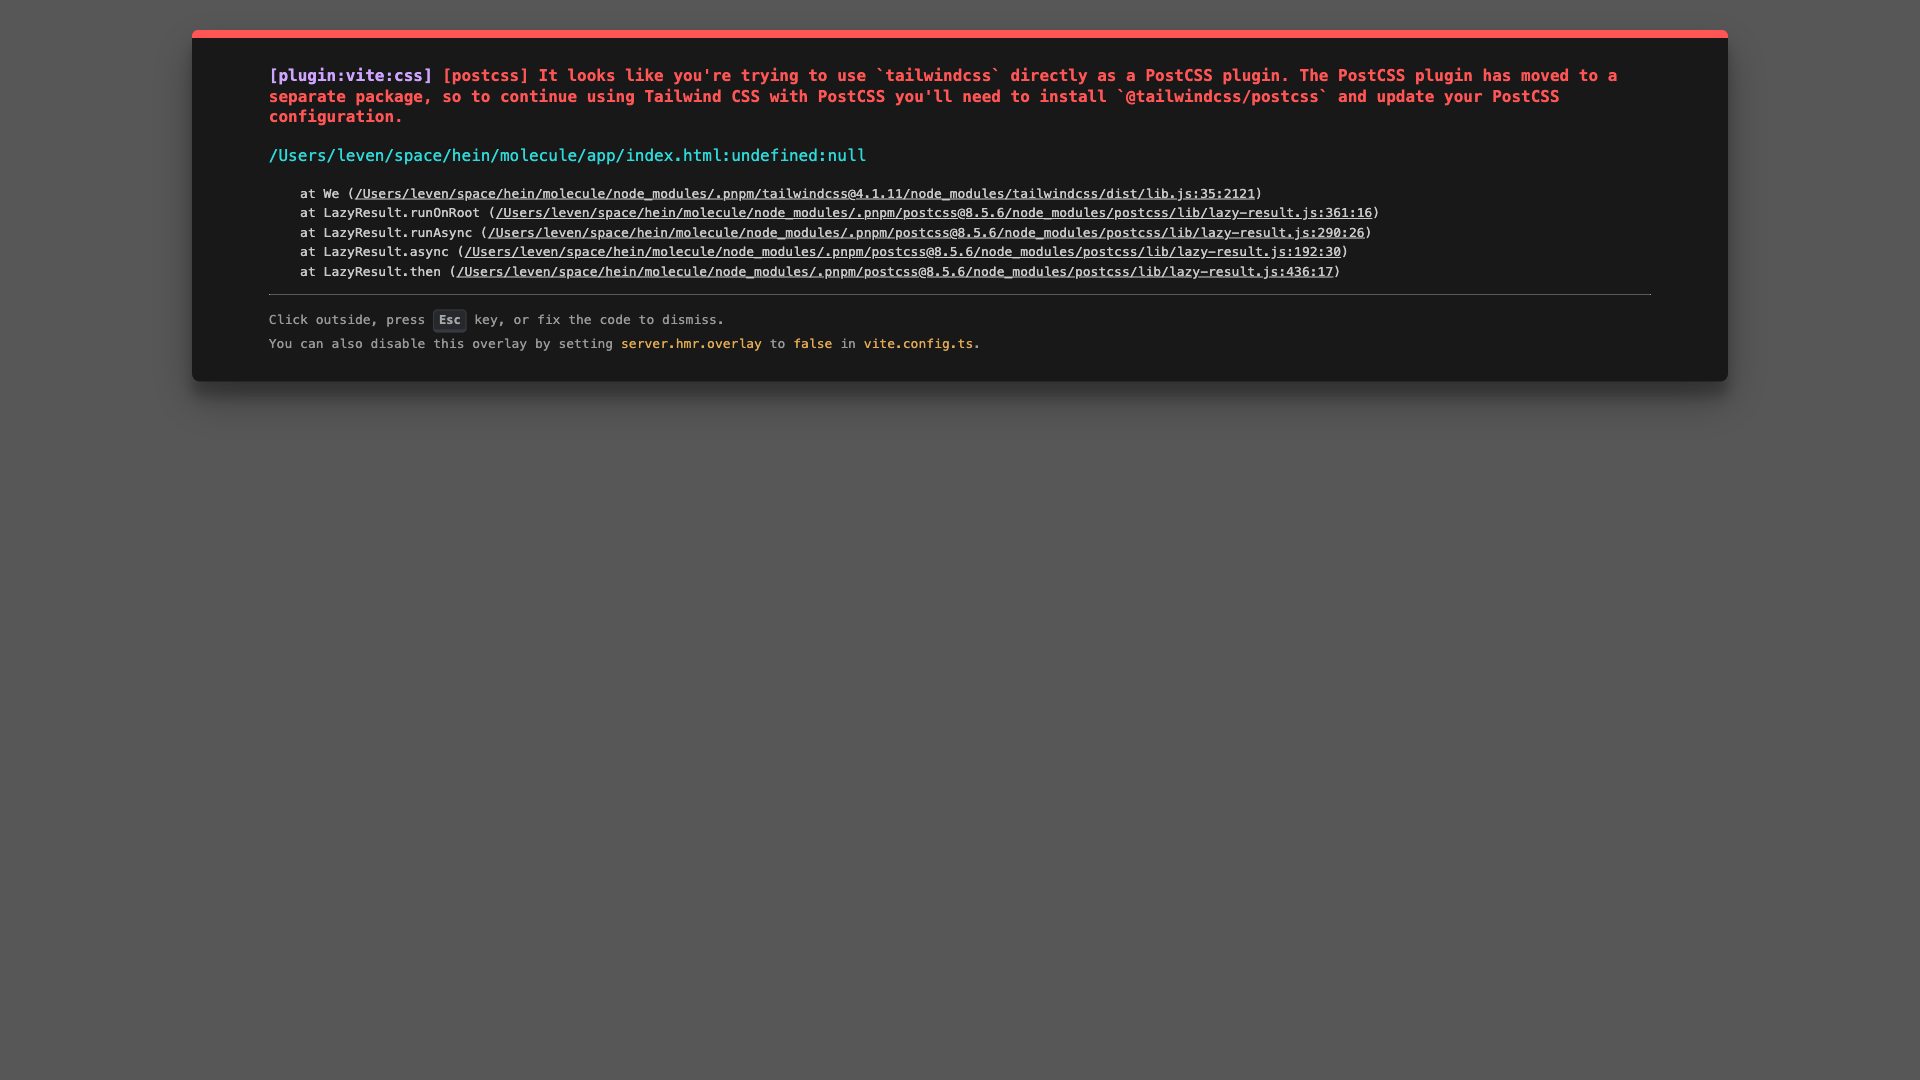 [plugin:vite:css] [postcss] It looks like you're trying to use `tailwindcss` directly as a PostCSS plugin. The PostCSS plugin has moved to a
separate package, so to continue using Tailwind CSS with PostCSS you'll need to install `@tailwindcss/postcss` and update your PostCSS
configuration.
/Users/leven/space/hein/molecule/app/index.html:undefined:null
at We (/Users/leven/space/hein/molecule/node_modules/.pnpm/tailwindcss@4.1.11/node_modules/tailwindcss/dist/lib.js:35:2121)
at LazyResult.runOnRoot (/Users/leven/space/hein/molecule/node_modules/.pnpm/postcss@8.5.6/node_modules/postcss/lib/lazy-result.js:361:16)
at LazyResult.runAsync (/Users/leven/space/hein/molecule/node_modules/.pnpm/postcss@8.5.6/node_modules/postcss/lib/lazy-result.js:290:26)
at LazyResult.async (/Users/leven/space/hein/molecule/node_modules/.pnpm/postcss@8.5.6/node_modules/postcss/lib/lazy-result.js:192:30)
at LazyResult.then (/Users/leven/space/hein/molecule/node_modules/.pnpm/postcss@8.5.6/node_modules/postcss/lib/lazy-result.js:436:17)
Click outside, press Esc key, or fix the code to dismiss.
You can also disable this overlay by setting server.hmr.overlay to false in vite.config.ts.